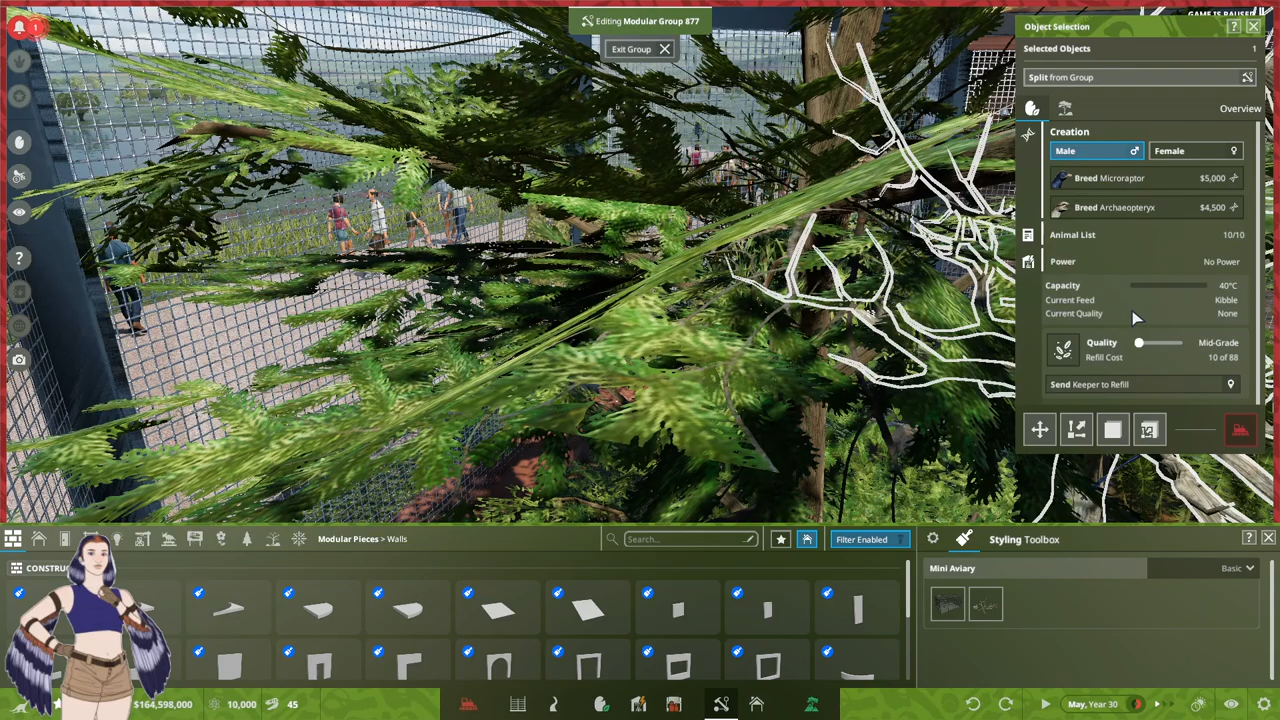 1
Editing Modular Group 877
Exit Group
GAME IS PAUSED
Object Selection
?
Selected Objects 1
Split from Group
Overview
Creation
Male
Female
Breed Microraptor $5,000
Breed Archaeopteryx $4,500
Animal List 10/10
Power No Power
Capacity 40°C
Current Feed Kibble
Current Quality None
Quality Mid-Grade
Refill Cost 10 of 88
Send Keeper to Refill
?
Modular Pieces > Walls
Search...
Filter Enabled
Styling Toolbox
?
Mini Aviary
Basic
$164,598,000
10,000
45
May, Year 30